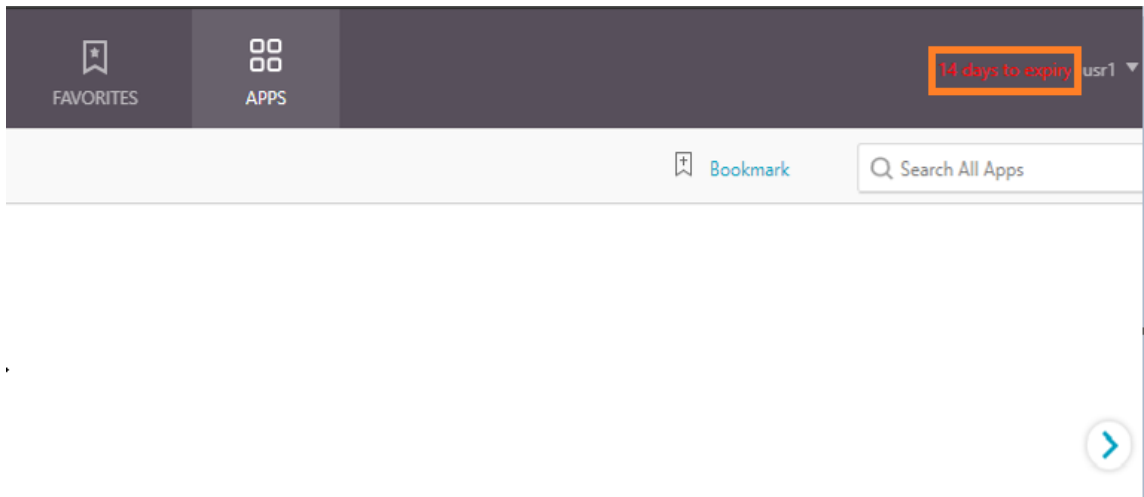 FAVORITES
APPS
14 days to expiry usr1
Bookmark
Search All Apps